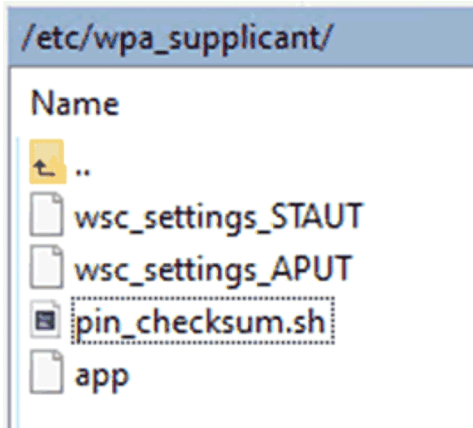 /etc/wpa_supplicant/
Name
..
wsc_settings_STAUT
wsc_settings_APUT
pin_checksum.sh
app